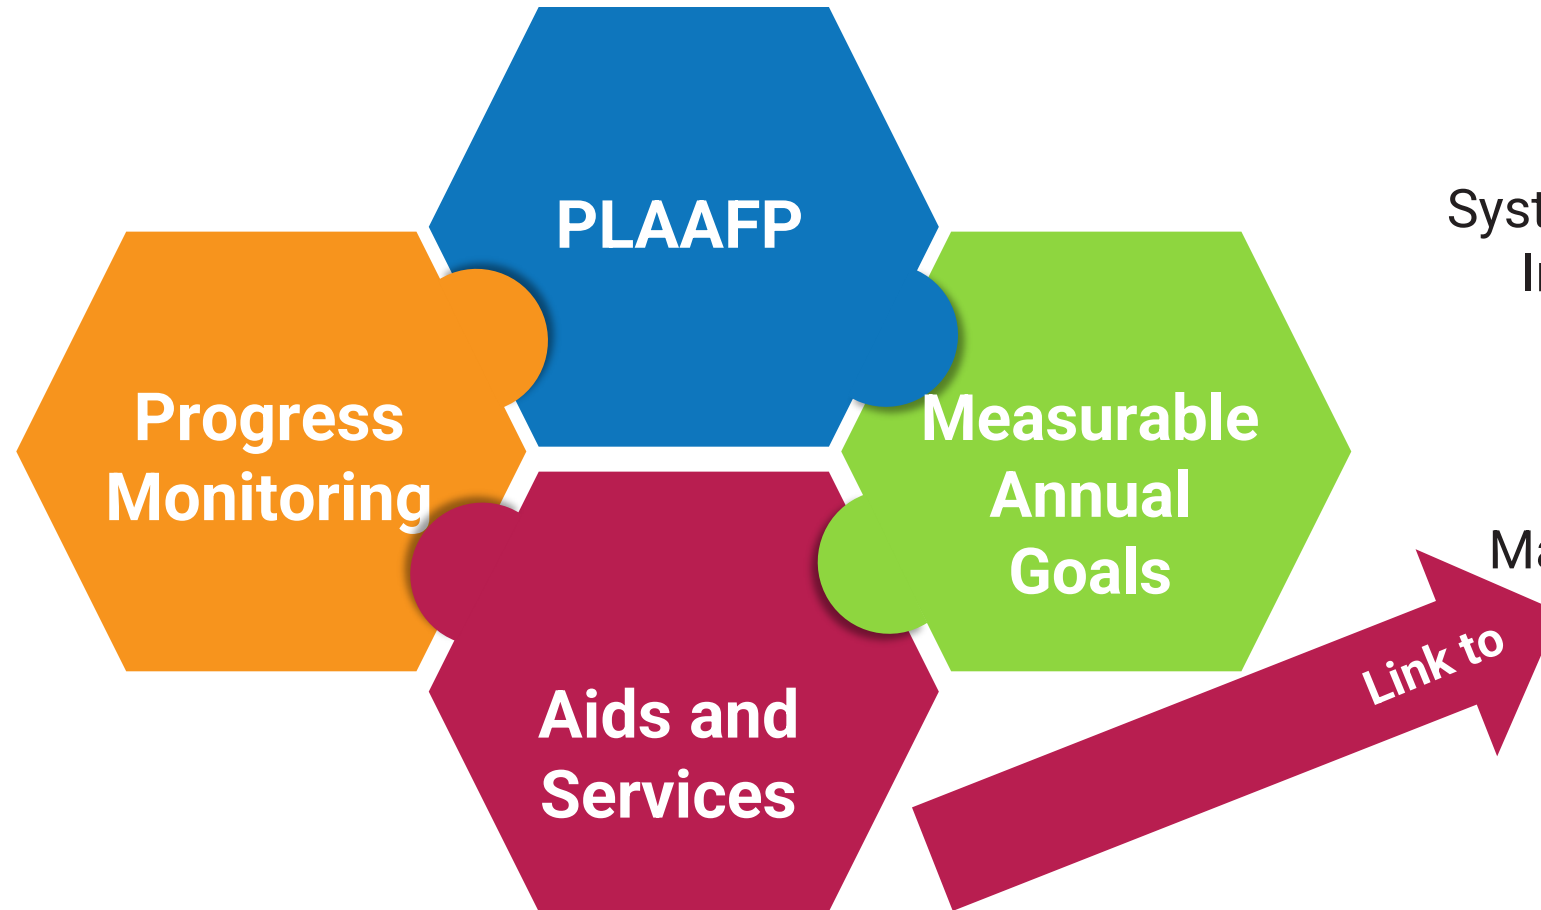 PLAAFP
Progress
Monitoring
Measurable
Annual
Goals
Aids and
Services
Link to